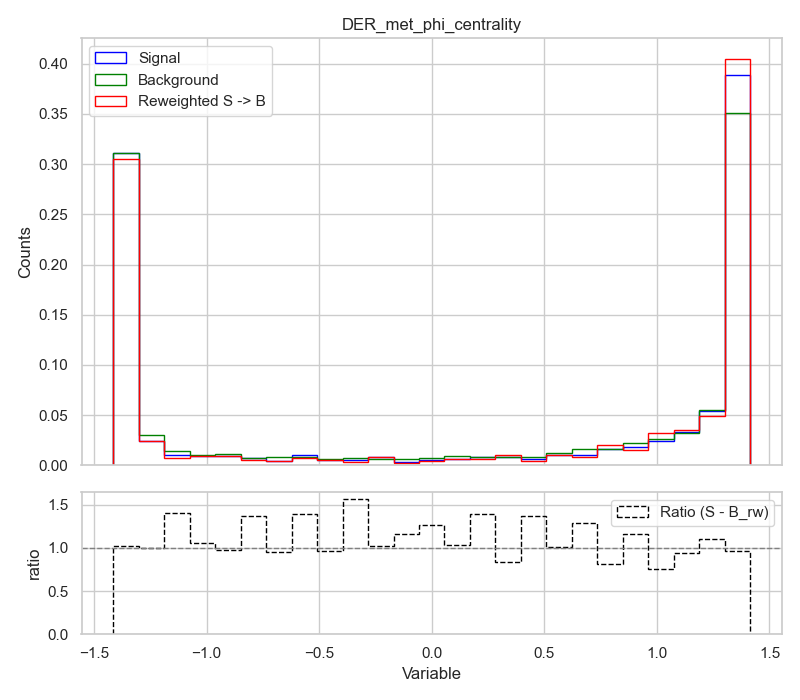 DER_met_phi_centrality
Signal
Background
Reweighted S -> B
Counts
0.40
0.35
0.30
0.25
0.20
0.15
0.10
0.05
0.00
Ratio (S - B_rw)
ratio
1.5
1.0
0.5
0.0
−1.5 −1.0 −0.5 0.0 0.5 1.0 1.5
Variable